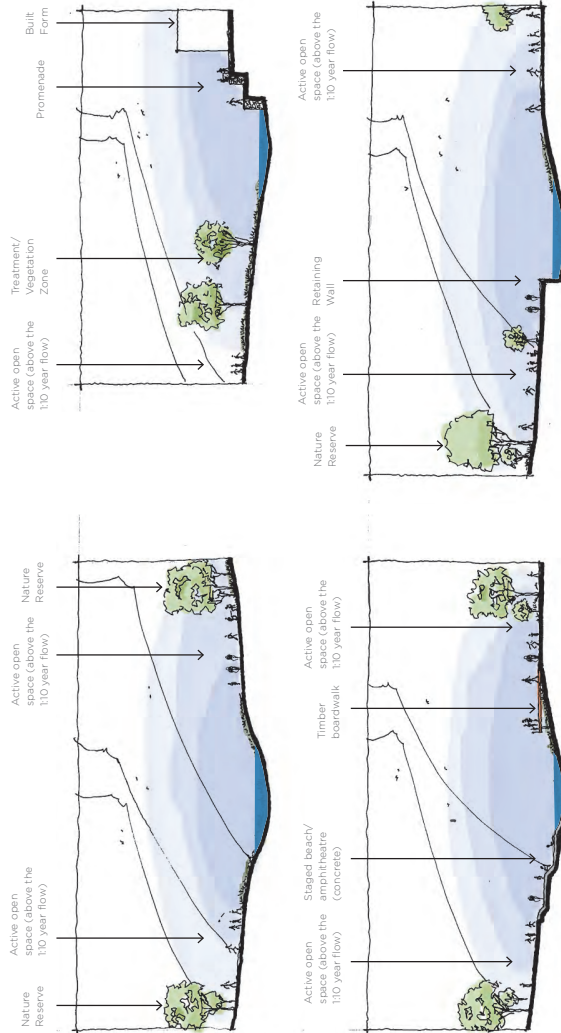 Nature
Reserve
Active open
space (above the
1:10 year flow)
Active open
space (above the
1:10 year flow)
Nature
Reserve
Active open
space (above the
1:10 year flow)
Treatment/
Vegetation
Zone
Promenade
Built
Form
Active open
space (above the
1:10 year flow)
Staged beach/
amphitheatre
(concrete)
Timber
boardwalk
Active open
space (above the
1:10 year flow)
Nature
Reserve
Active open
space (above the
1:10 year flow)
Retaining
Wall
Active open
space (above the
1:10 year flow)